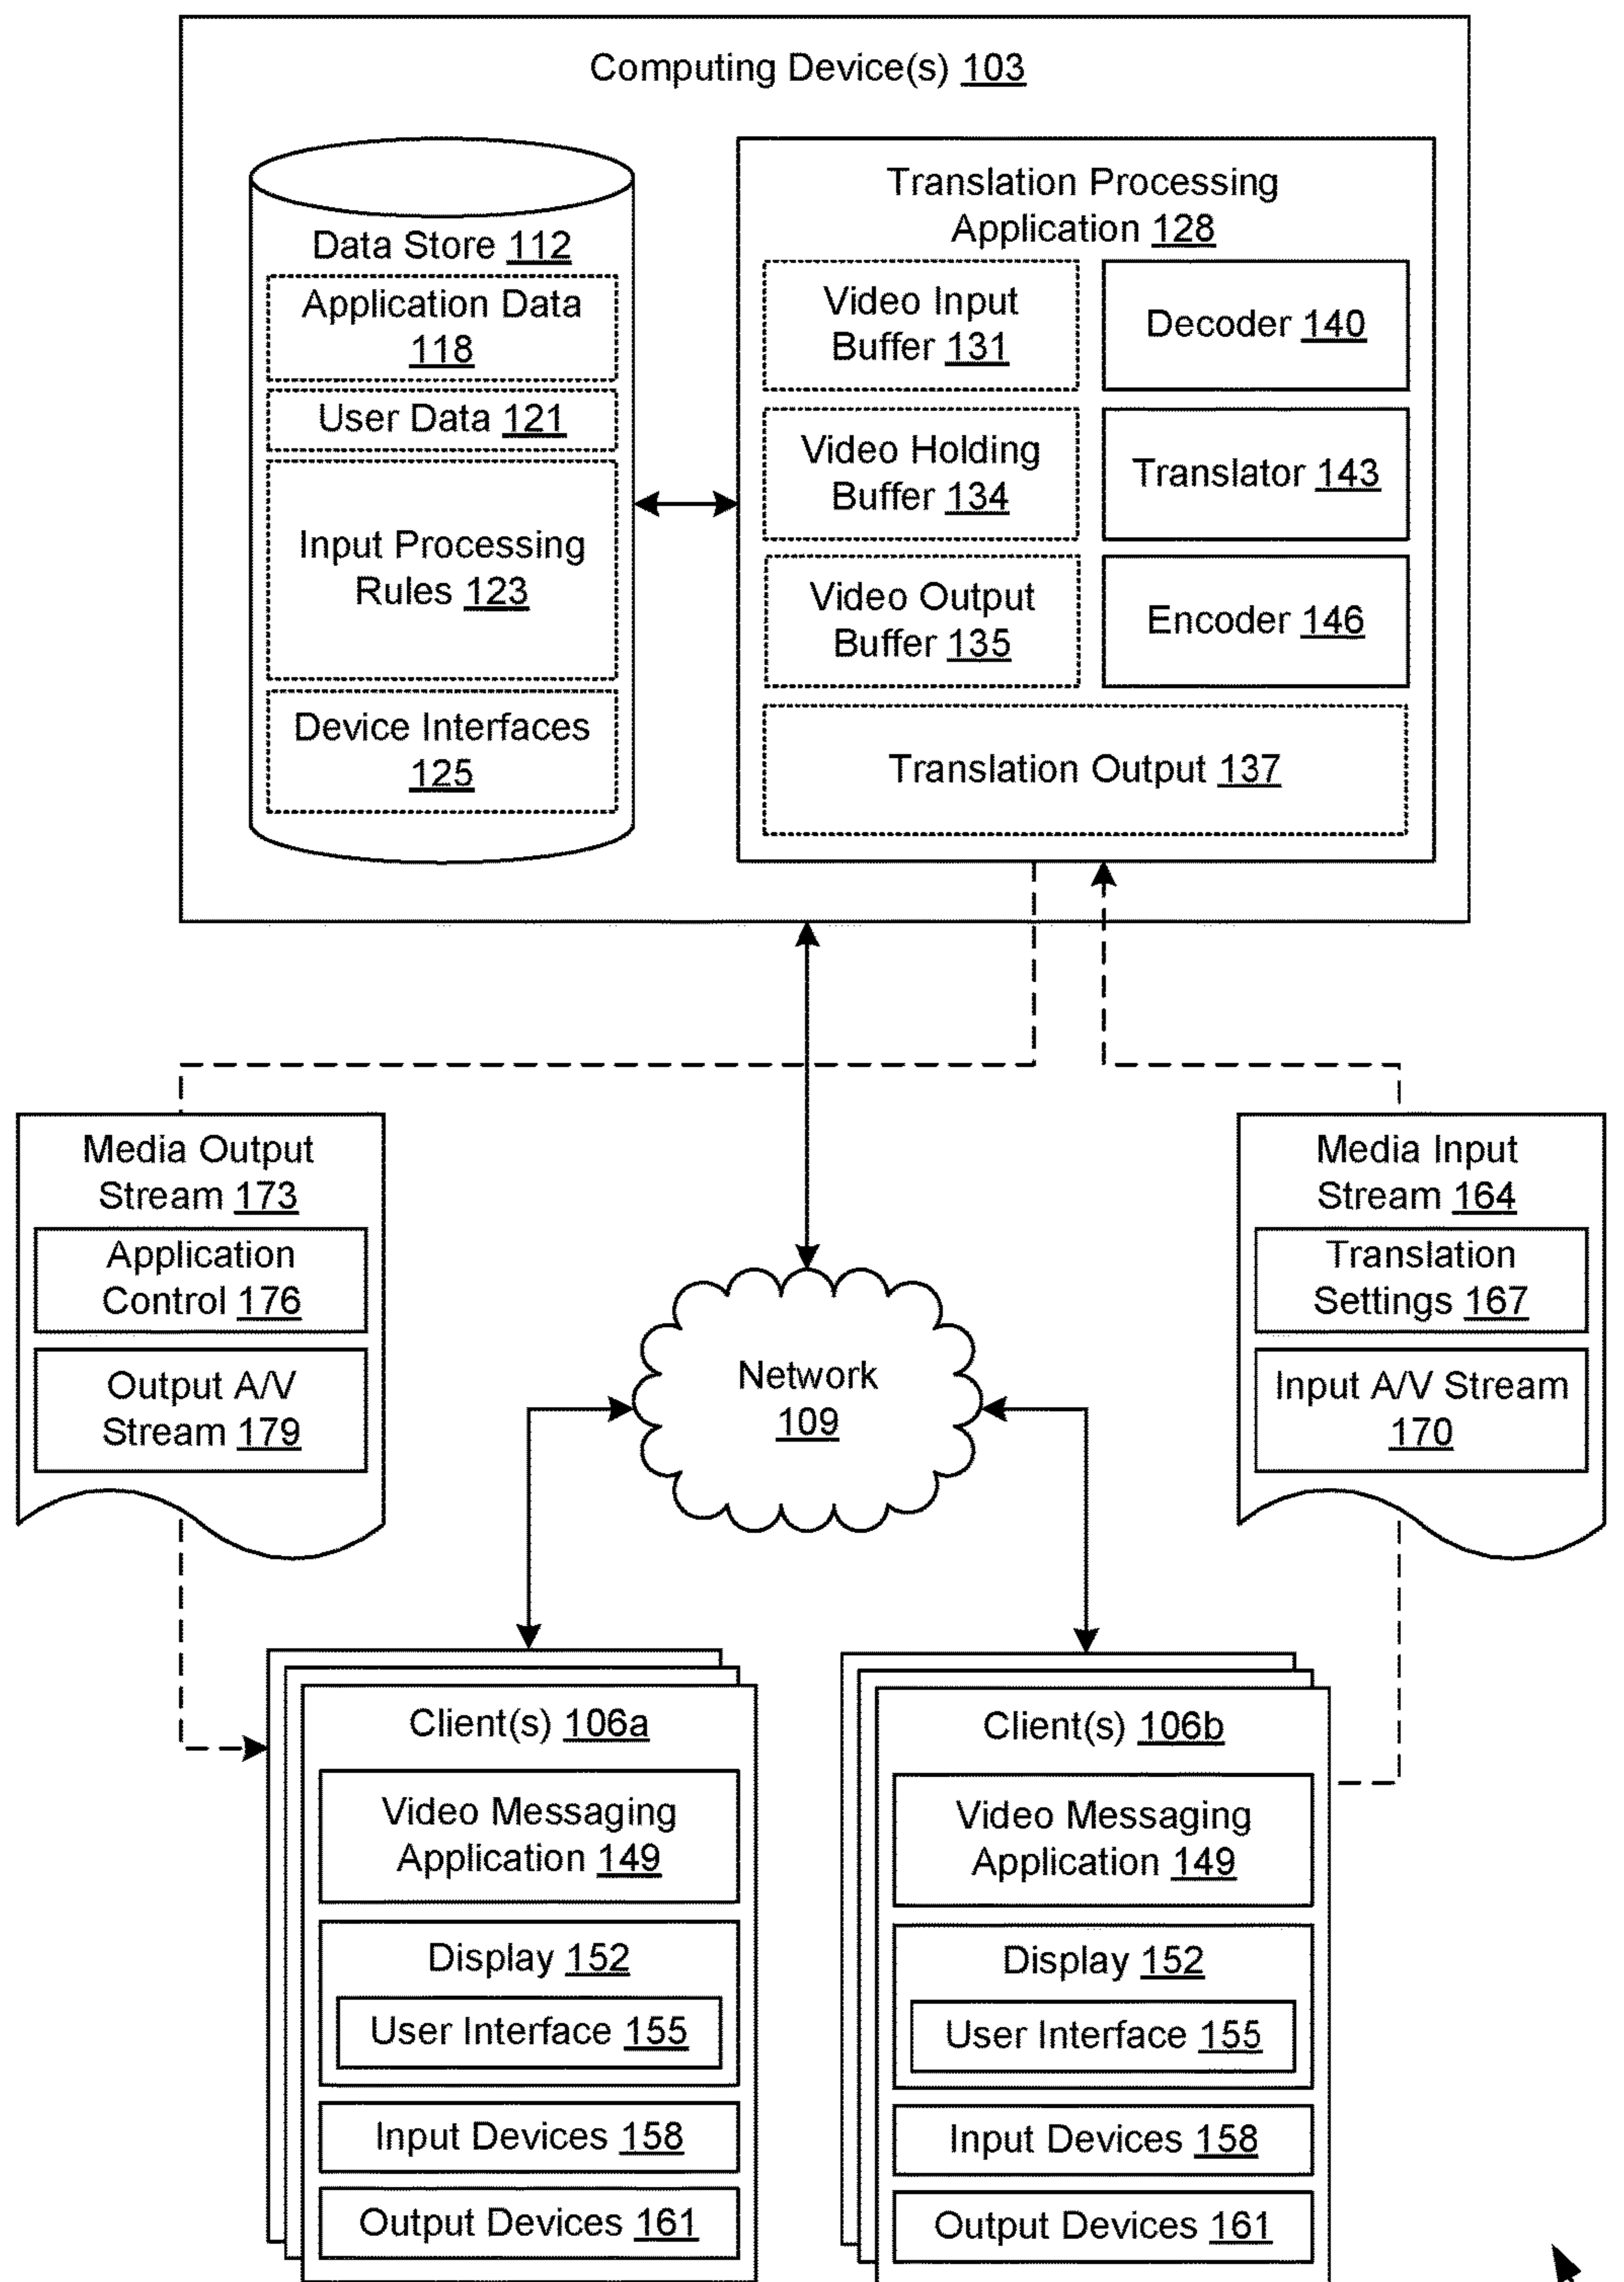 Computing Device(s) 103
Data Store 112
Application Data
118
User Data 121
Input Processing
Rules 123
Device Interfaces
125
Translation Processing
Application 128
Video Input
Buffer 131
Decoder 140
Video Holding
Buffer 134
Translator 143
Video Output
Buffer 135
Encoder 146
Translation Output 137
Media Output
Stream 173
Application
Control 176
Output A/V
Stream 179
Network
109
Media Input
Stream 164
Translation
Settings 167
Input A/V Stream
170
Client(s) 106a
Video Messaging
Application 149
Display 152
User Interface 155
Input Devices 158
Output Devices 161
Client(s) 106b
Video Messaging
Application 149
Display 152
User Interface 155
Input Devices 158
Output Devices 161